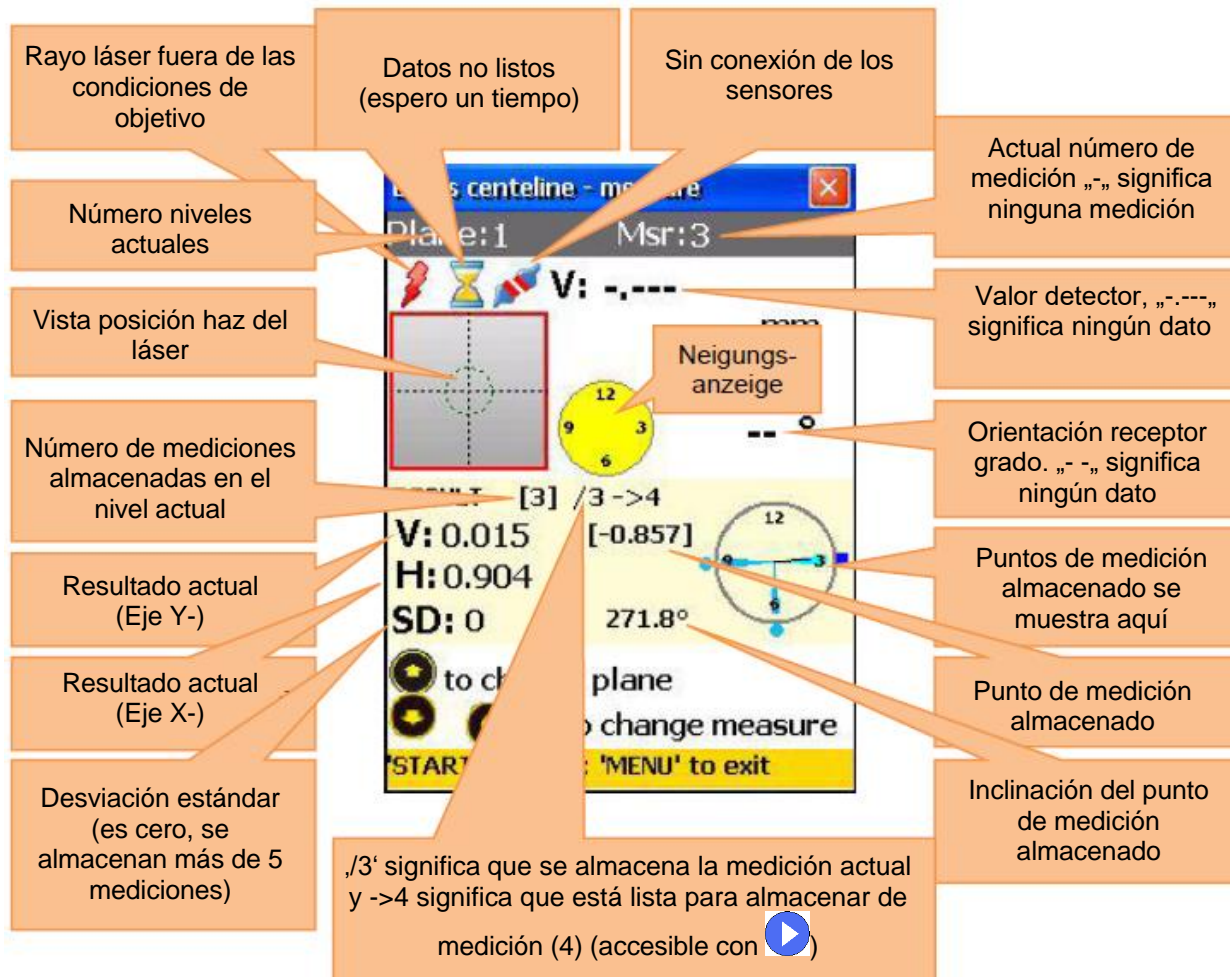 Rayo láser fuera de las
condiciones de
objetivo
Datos no listos
(espero un tiempo)
Sin conexión de los
sensores
Actual número de
medición „-„ significa
ninguna medición
Número niveles
actuales
Vista posición haz del
láser
Valor detector, „-.---„
significa ningún dato
Neigungs-
anzeige
Número de mediciones
almacenadas en el
nivel actual
Orientación receptor
grado. „- -„ significa
ningún dato
Resultado actual
(Eje Y-)
Puntos de medición
almacenado se
muestra aquí
Resultado actual
(Eje X-)
Punto de medición
almacenado
Desviación estándar
(es cero, se
almacenan más de 5
mediciones)
Inclinación del punto
de medición
almacenado
‚/3‘ significa que se almacena la medición actual
y ->4 significa que está lista para almacenar de
medición (4) (accesible con )
centeline -
:1 Msr:3
V: -.---
12
9 3
6
-- °
[3] /3 ->4
V: 0.015 [-0.857]
H: 0.904
SD: 0 271.8°
12
9 3
6
to plane
change measure
'START : 'MENU' to exit